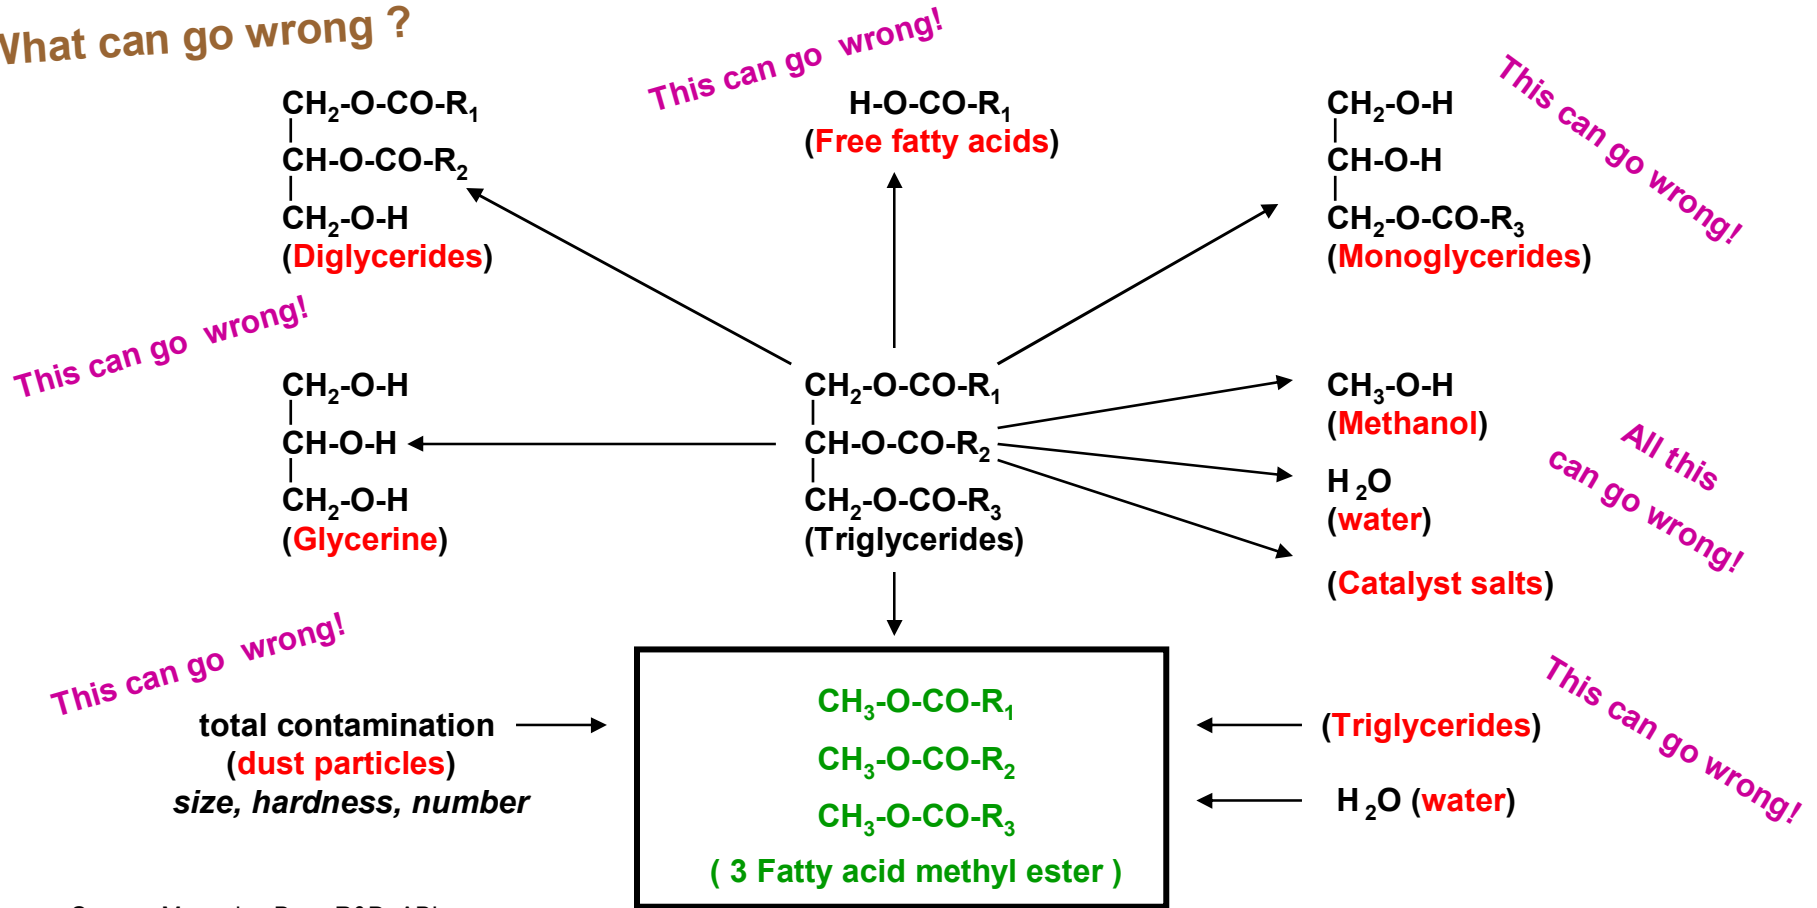 What can go wrong ?
This can go wrong!
CH2-O-CO-R1
CH-O-CO-R2
CH2-O-H
(Diglycerides)
H-O-CO-R1
(Free fatty acids)
CH2-O-H
CH-O-H
CH2-O-CO-R3
(Monoglycerides)
This can go wrong!
This can go wrong!
CH2-O-H
CH-O-H
CH2-O-H
(Glycerine)
CH2-O-CO-R1
CH-O-CO-R2
CH2-O-CO-R3
(Triglycerides)
CH3-O-H
(Methanol)
H2O
(water)
(Catalyst salts)
All this
can go wrong!
This can go wrong!
total contamination
(dust particles)
size, hardness, number
CH3-O-CO-R1
CH3-O-CO-R2
CH3-O-CO-R3
( 3 Fatty acid methyl ester )
(Triglycerides)
H2O (water)
This can go wrong!